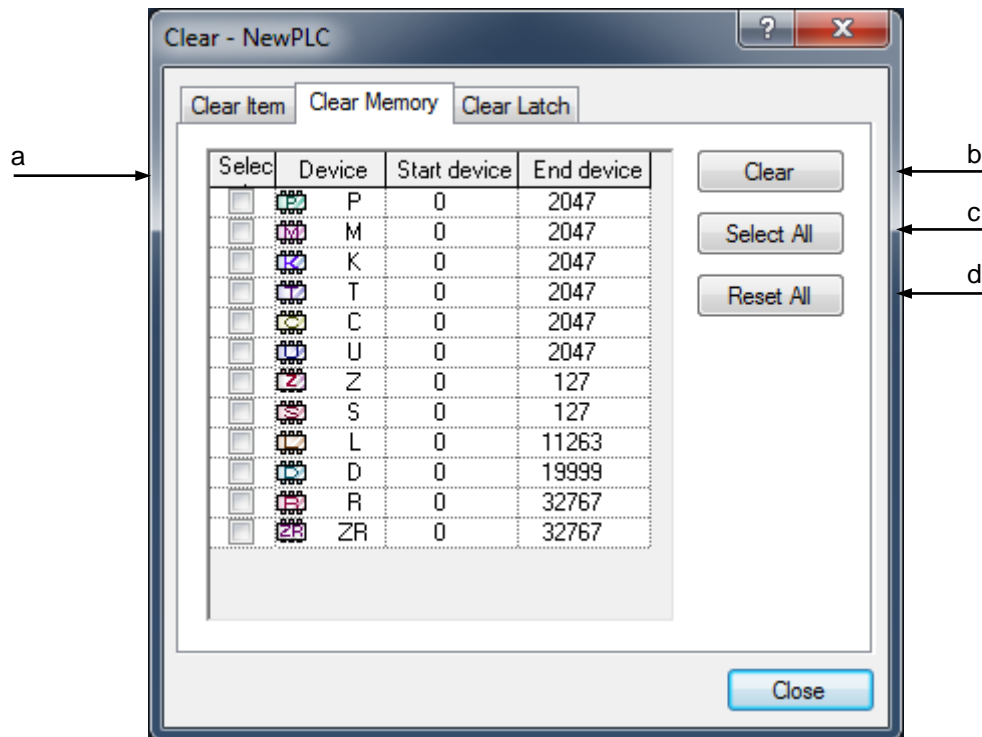 Clear - NewPLC
Clear Item Clear Memory Clear Latch
a
Selec Device Start device End device
P P 0 2047
M M 0 2047
K K 0 2047
T T 0 2047
C C 0 2047
U U 0 2047
Z Z 0 127
S S 0 127
L L 0 11263
D D 0 19999
R R 0 32767
ZR ZR 0 32767
Clear b
Select All c
Reset All d
Close